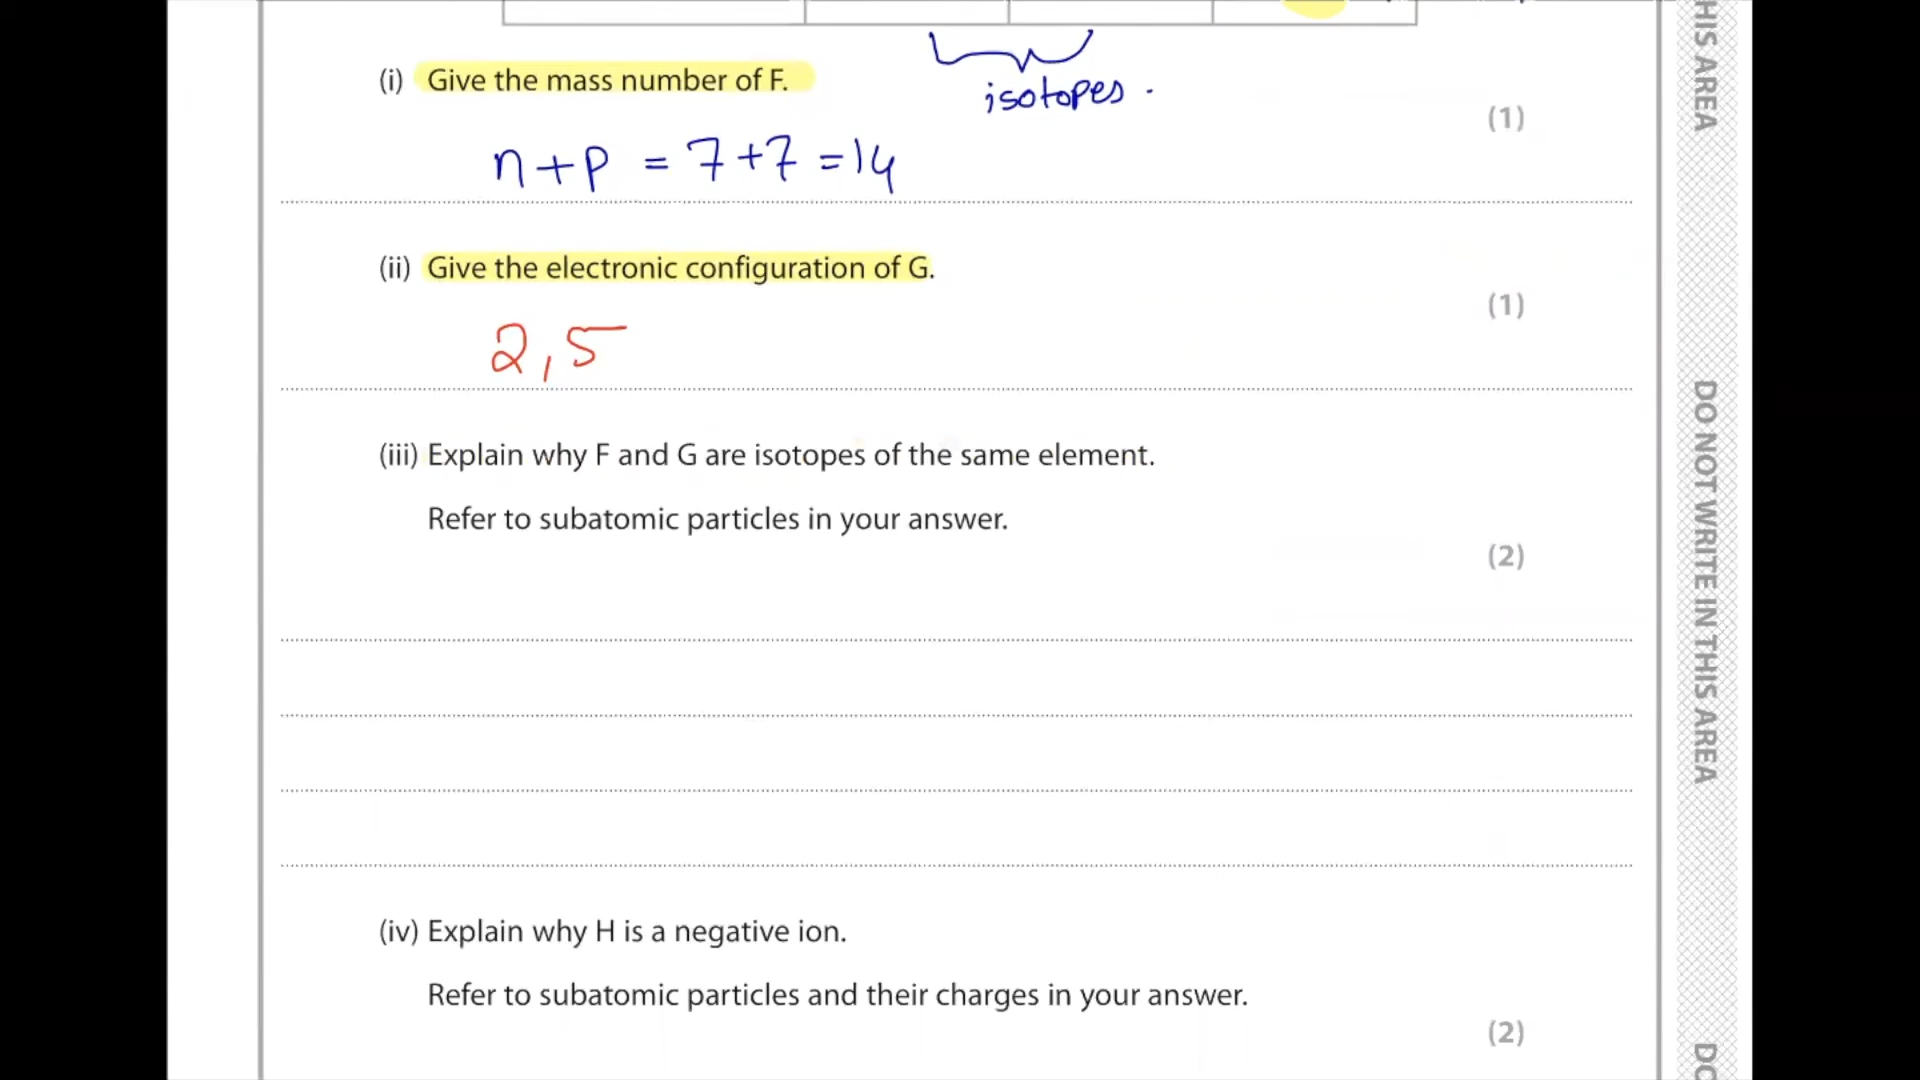 HIS AREA
(i) Give the mass number of F.
isotopes.
(1)
n+p = 7+7 =14
(ii) Give the electronic configuration of G.
(1)
2,5
(iii) Explain why F and G are isotopes of the same element.
Refer to subatomic particles in your answer.
(2)
DO NOT WRITE IN THIS AREA
(iv) Explain why H is a negative ion.
Refer to subatomic particles and their charges in your answer.
(2)
DO